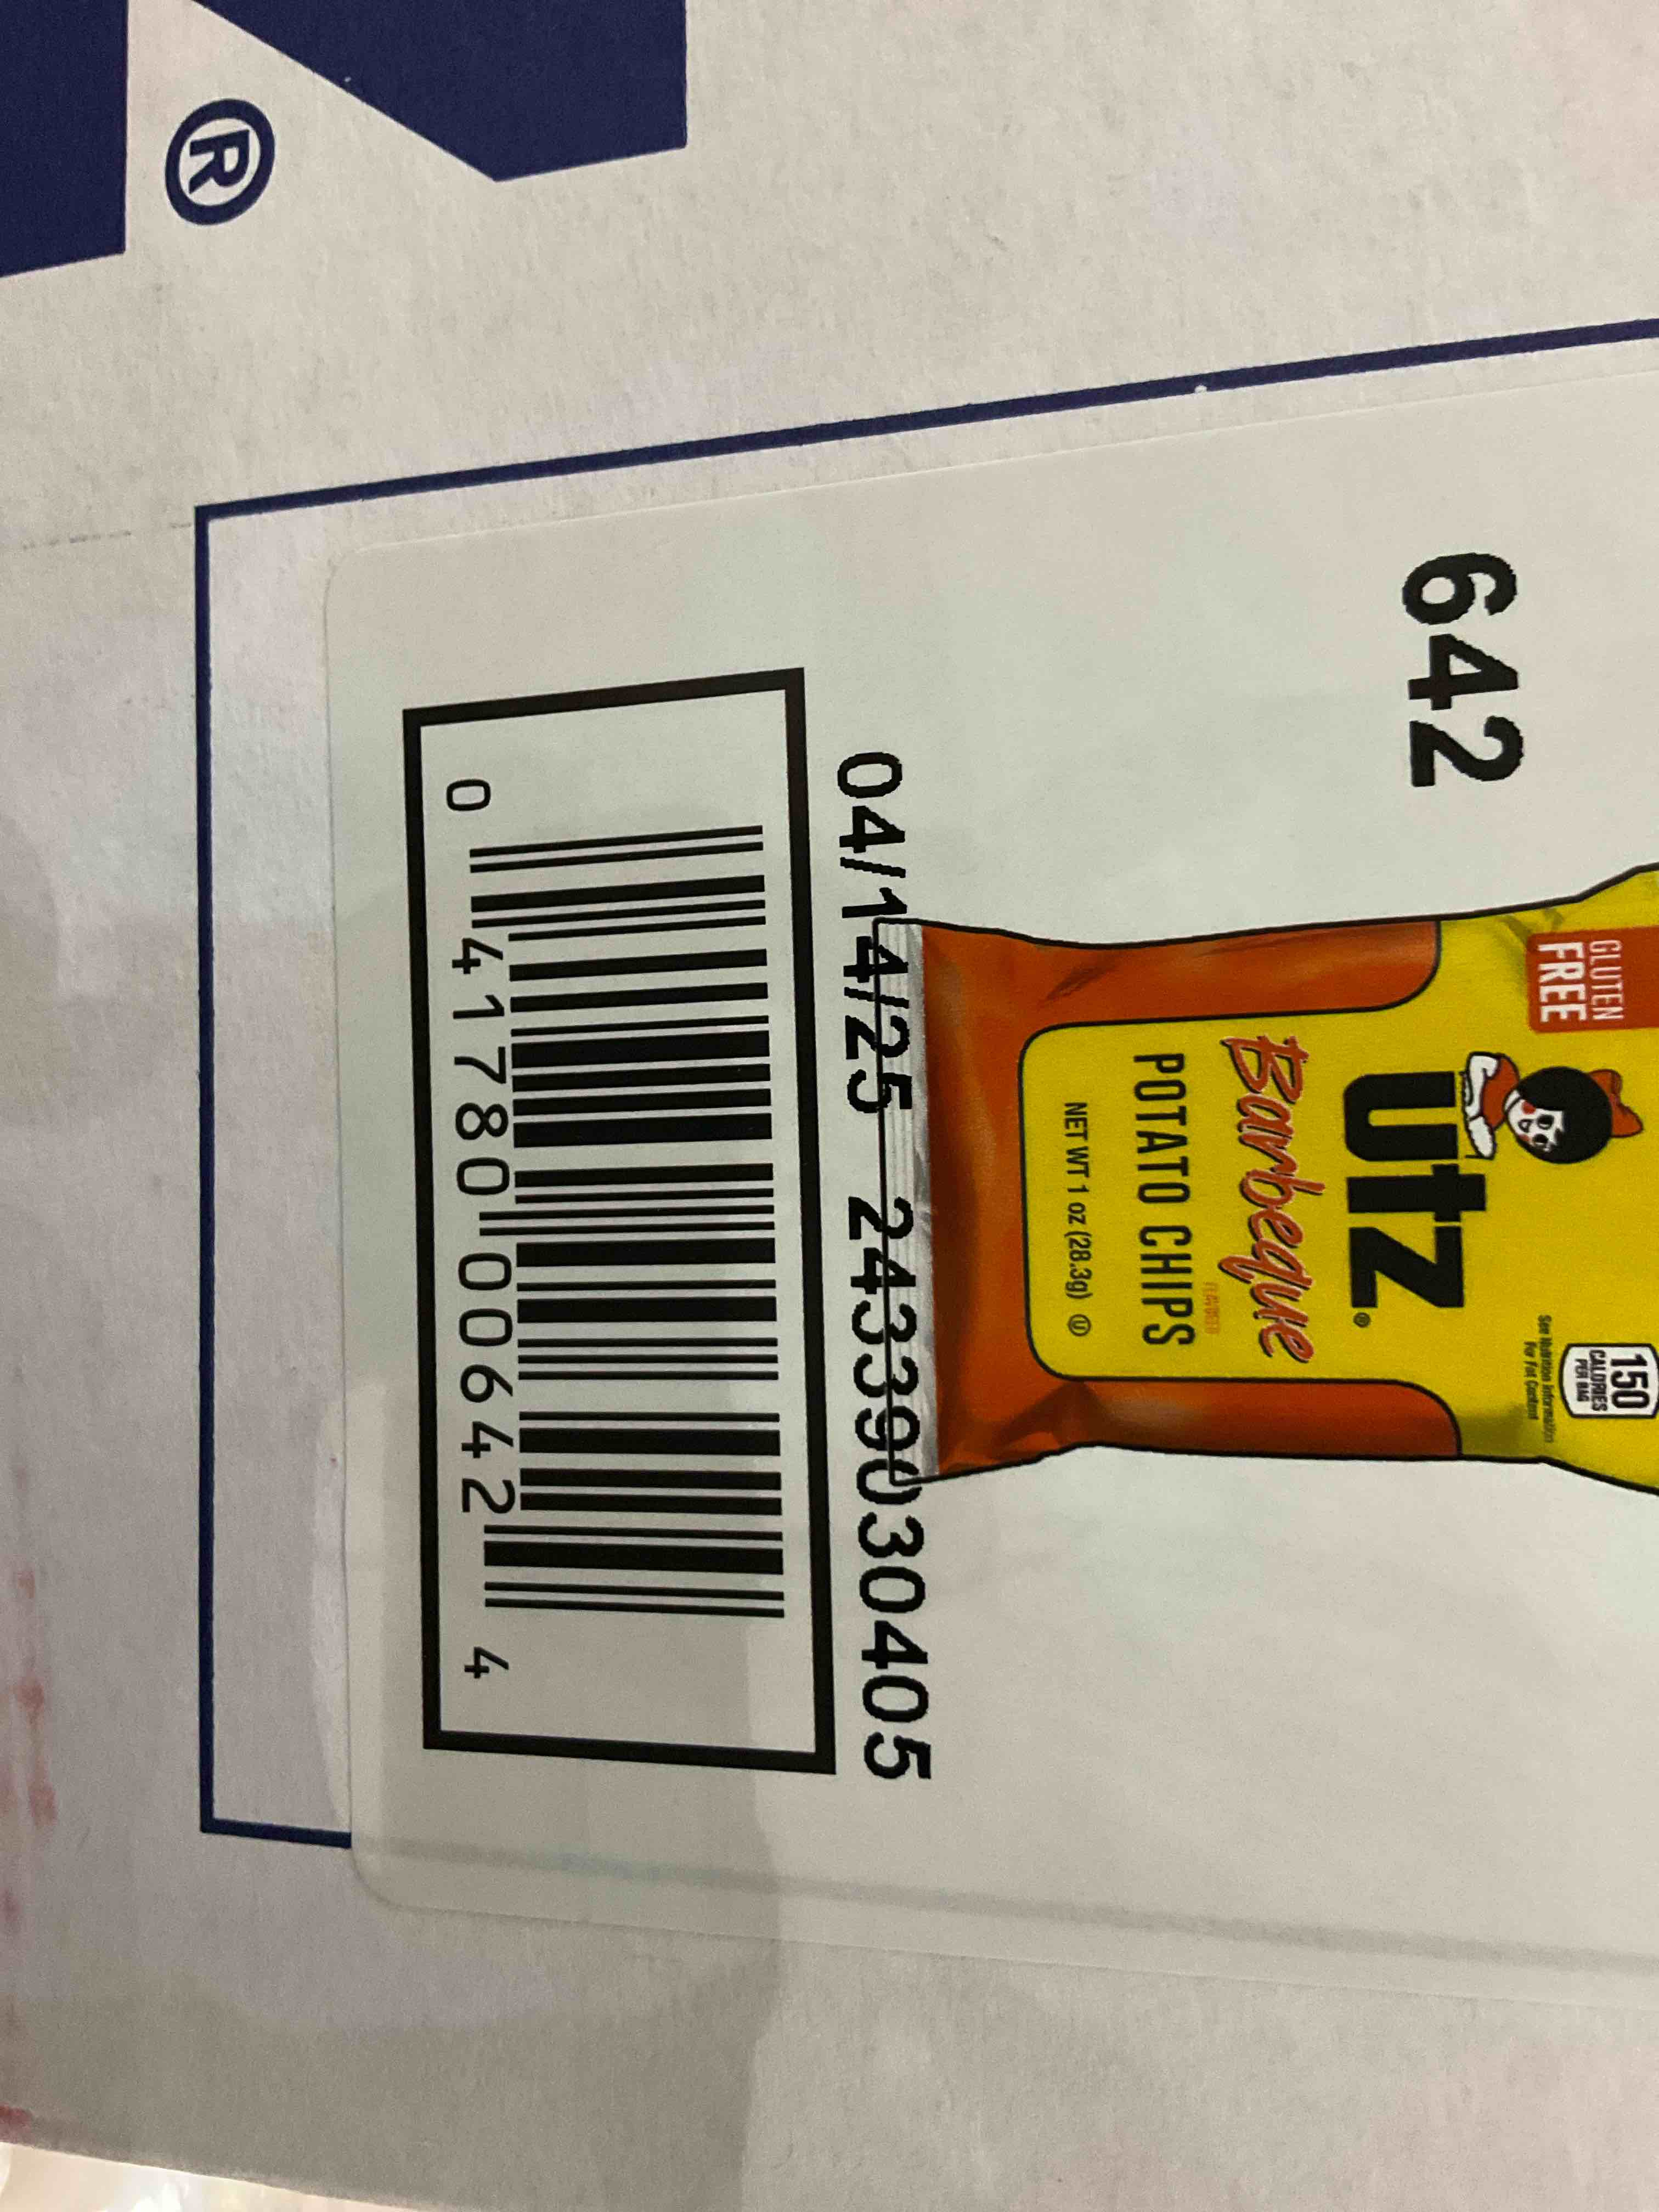 ®
642
GLUTEN
FREE
utz®
Barbeque
FLAVORED
POTATO CHIPS
NET WT 1 oz (28.3g) U
150
CALORIES
PER BAG
See Nutrition Information
For Fat Content
04/14/25 24339030405
0 41780 00642 4